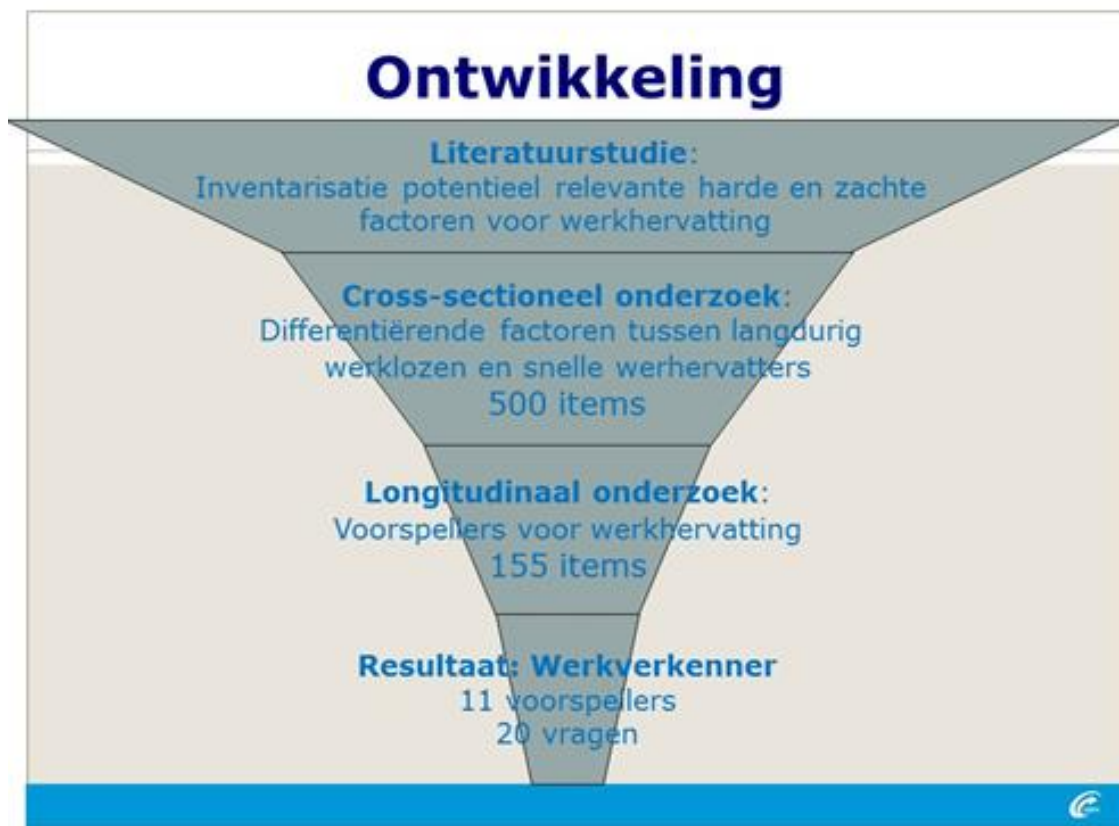 Ontwikkeling
Literatuurstudie:
Inventarisatie potentieel relevante harde en zachte
factoren voor werkhervatting
Cross-sectioneel onderzoek:
Differentiërende factoren tussen langdurig
werklozen en snelle werhervatters
500 items
Longitudinaal onderzoek:
Voorspellers voor werkhervatting
155 items
Resultaat: Werkverkenner
11 voorspellers
20 vragen